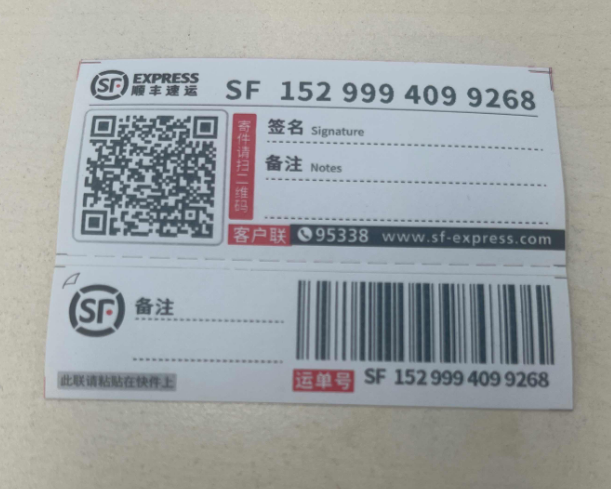 SF EXPRESS
顺丰速运
SF 152 999 409 9268
寄件请扫二维码
签名 Signature
备注 Notes
客户联 95338 www.sf-express.com
SF 备注
此联请粘贴在快件上
运单号 SF 152 999 409 9268